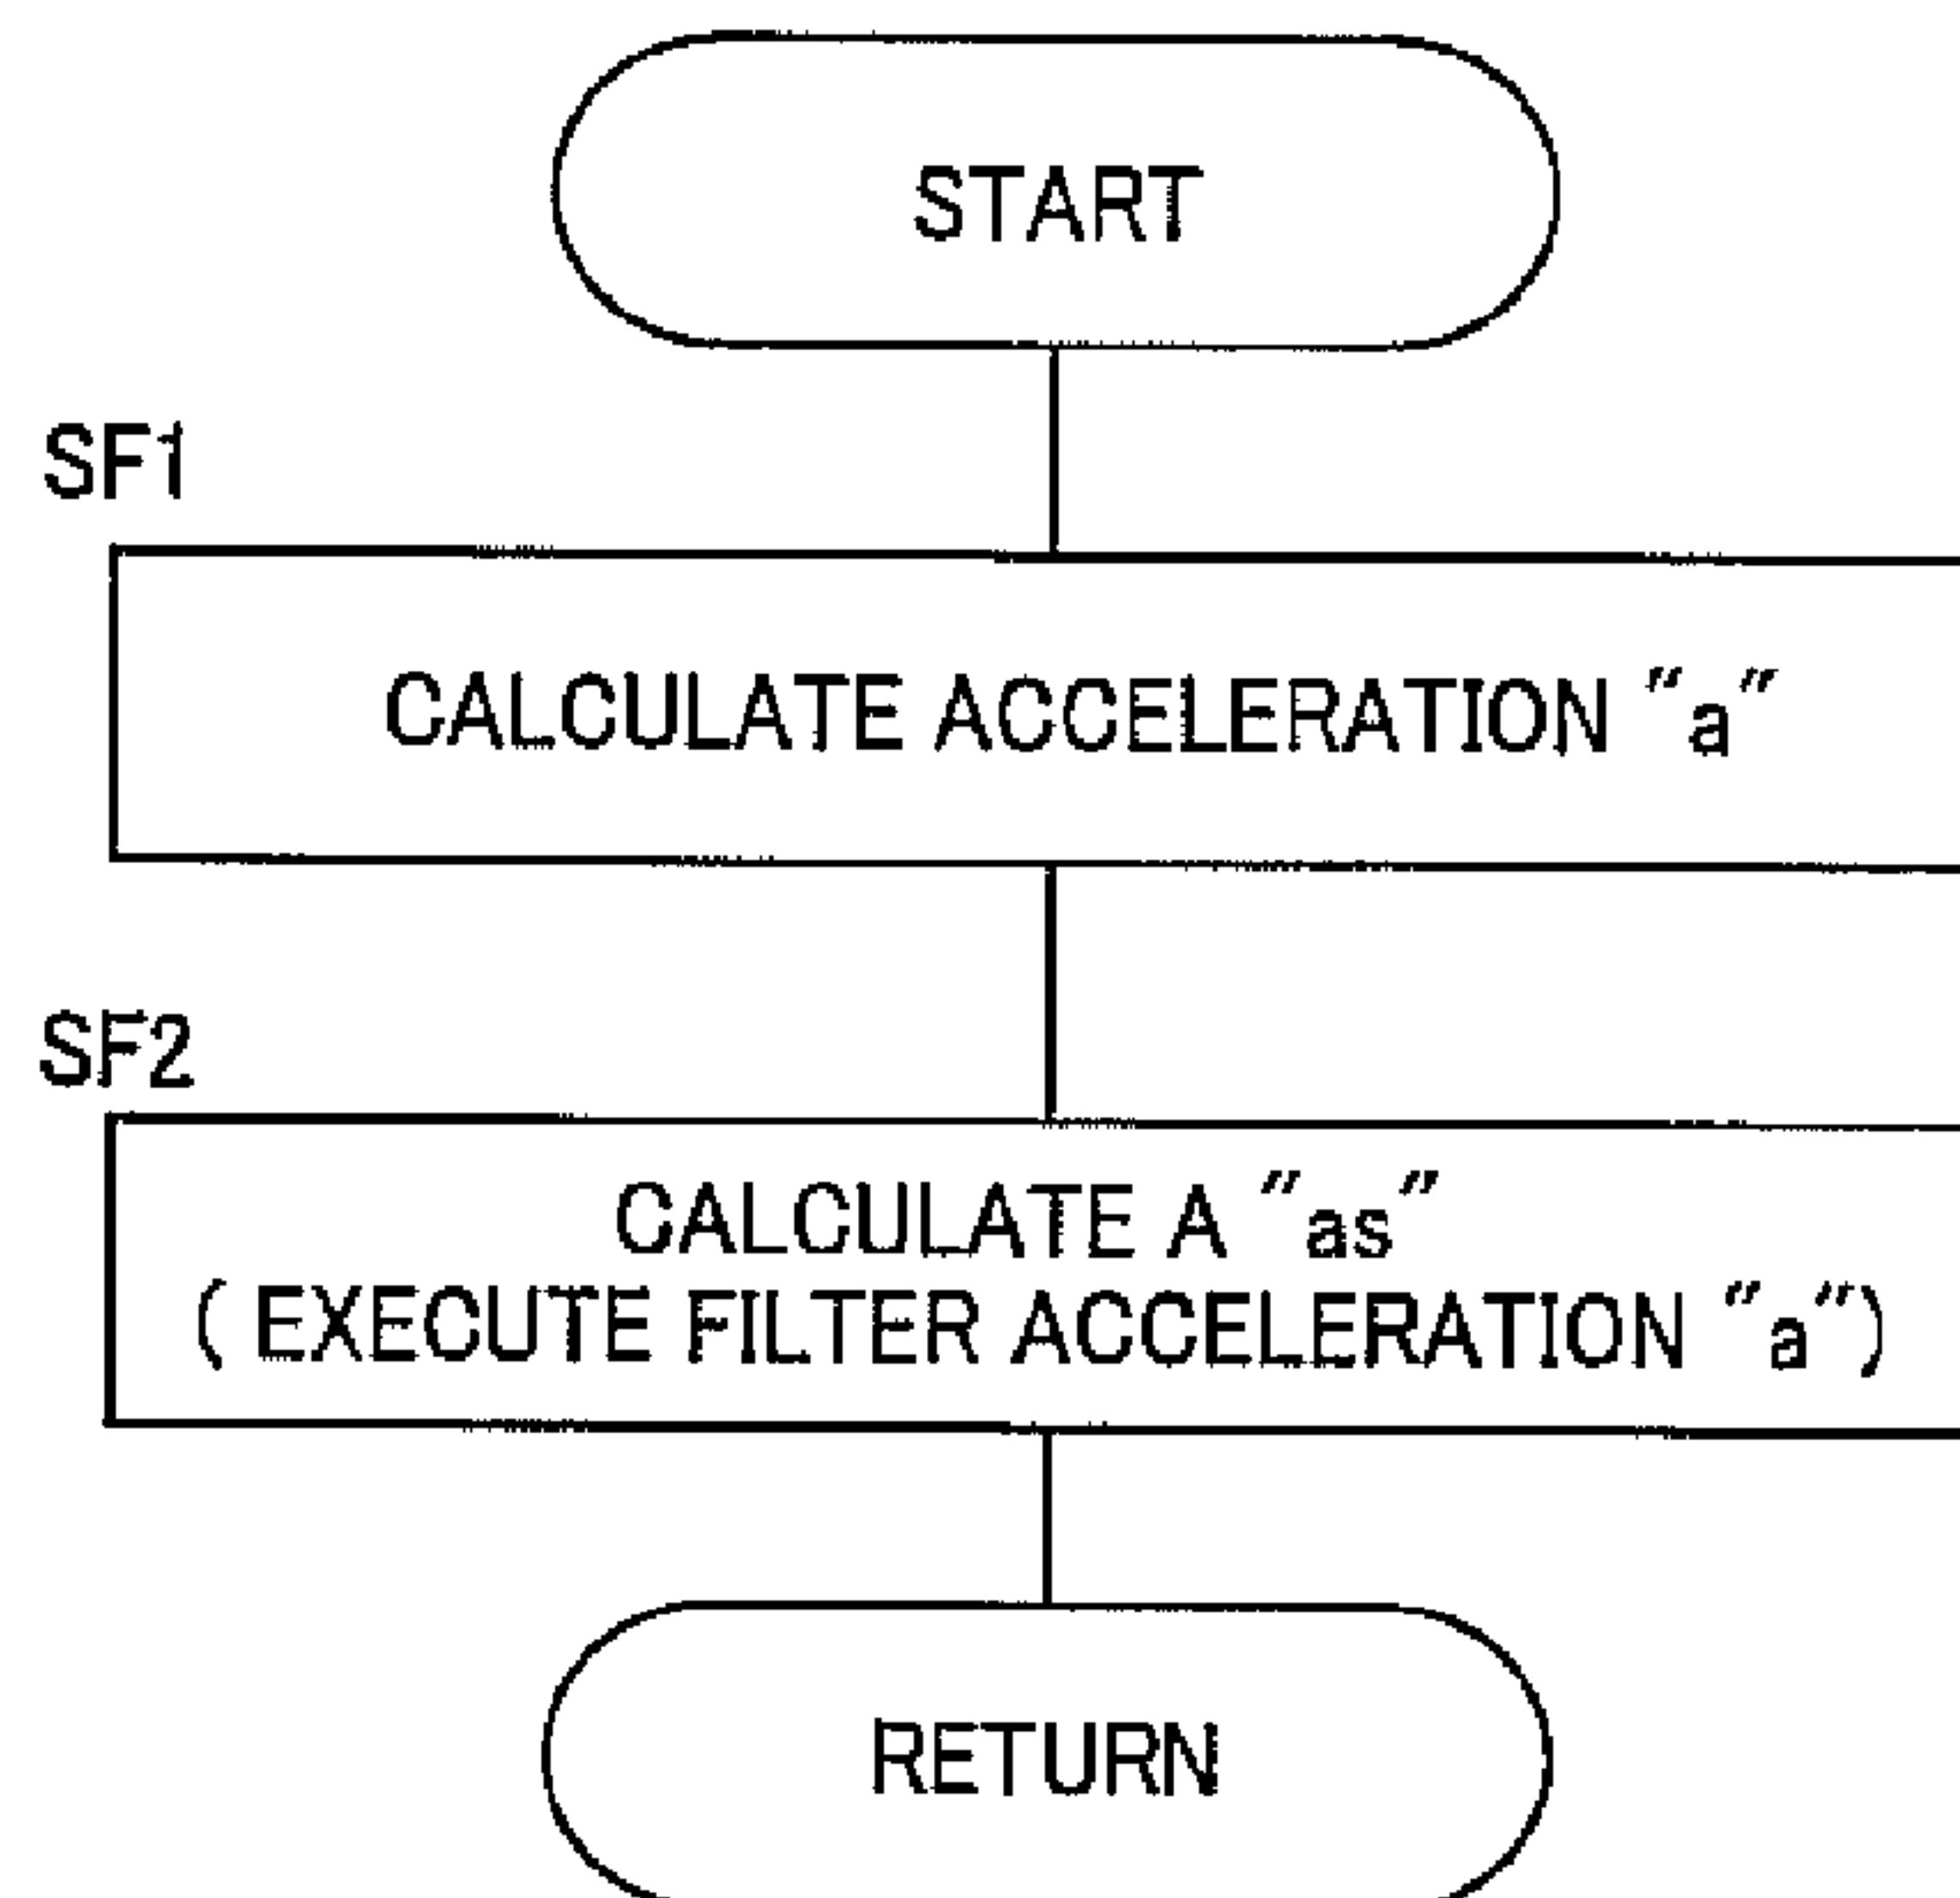 START
SF1
CALCULATE ACCELERATION "a"
SF2
CALCULATE A "as"
(EXECUTE FILTER ACCELERATION "a")
RETURN